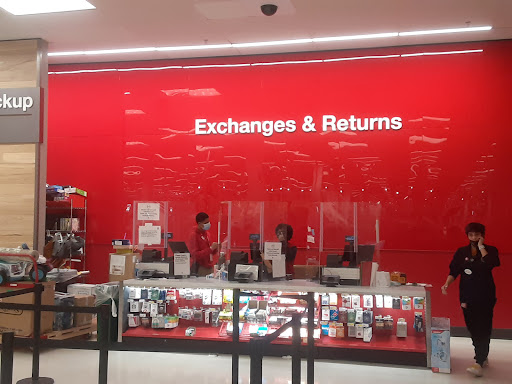 ckup
Exchanges & Returns